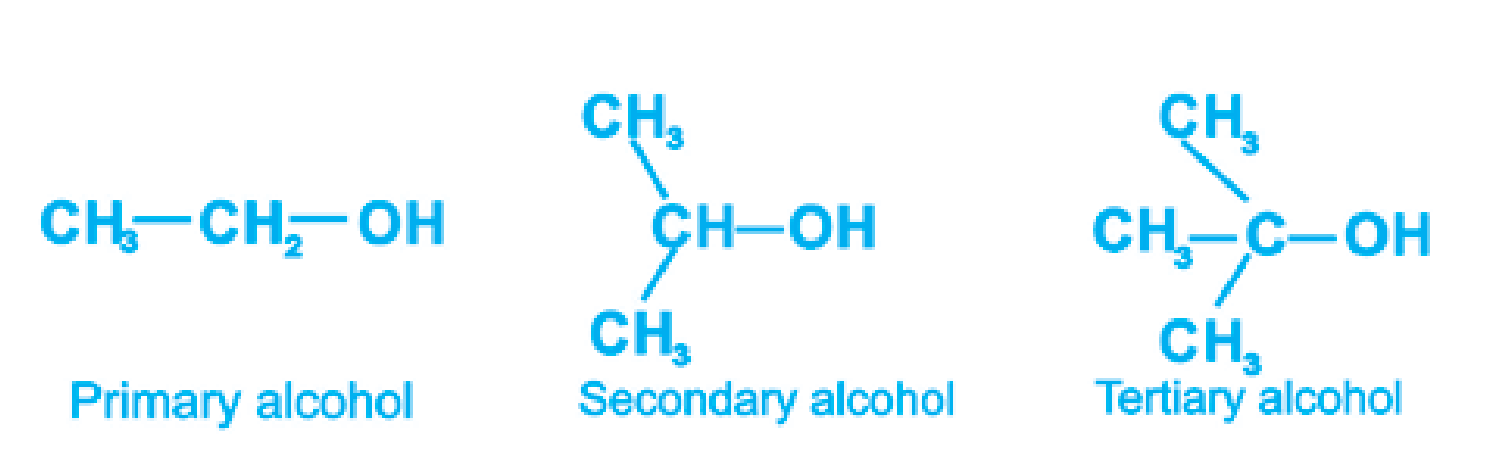 CH₃ CH₃
CH₃—CH₂—OH CH—OH CH₃—C—OH
CH₃ CH₃
Primary alcohol Secondary alcohol Tertiary alcohol